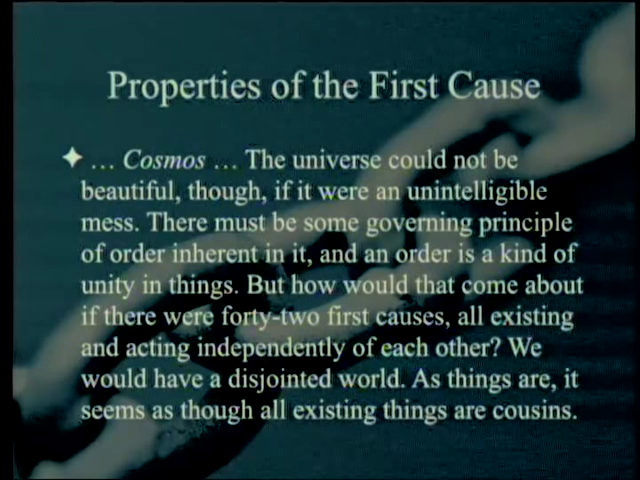 Properties of the First Cause
… Cosmos … The universe could not be
beautiful, though, if it were an unintelligible
mess. There must be some governing principle
of order inherent in it, and an order is a kind of
unity in things. But how would that come about
if there were forty-two first causes, all existing
and acting independently of each other? We
would have a disjointed world. As things are, it
seems as though all existing things are cousins.